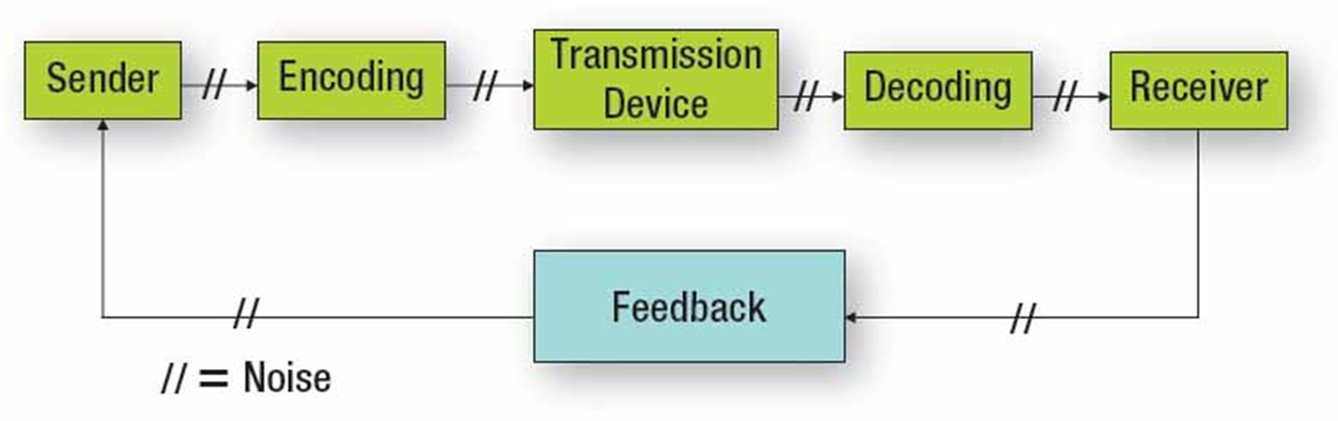 Sender
Encoding
Transmission
Device
Decoding
Receiver
Feedback
// = Noise